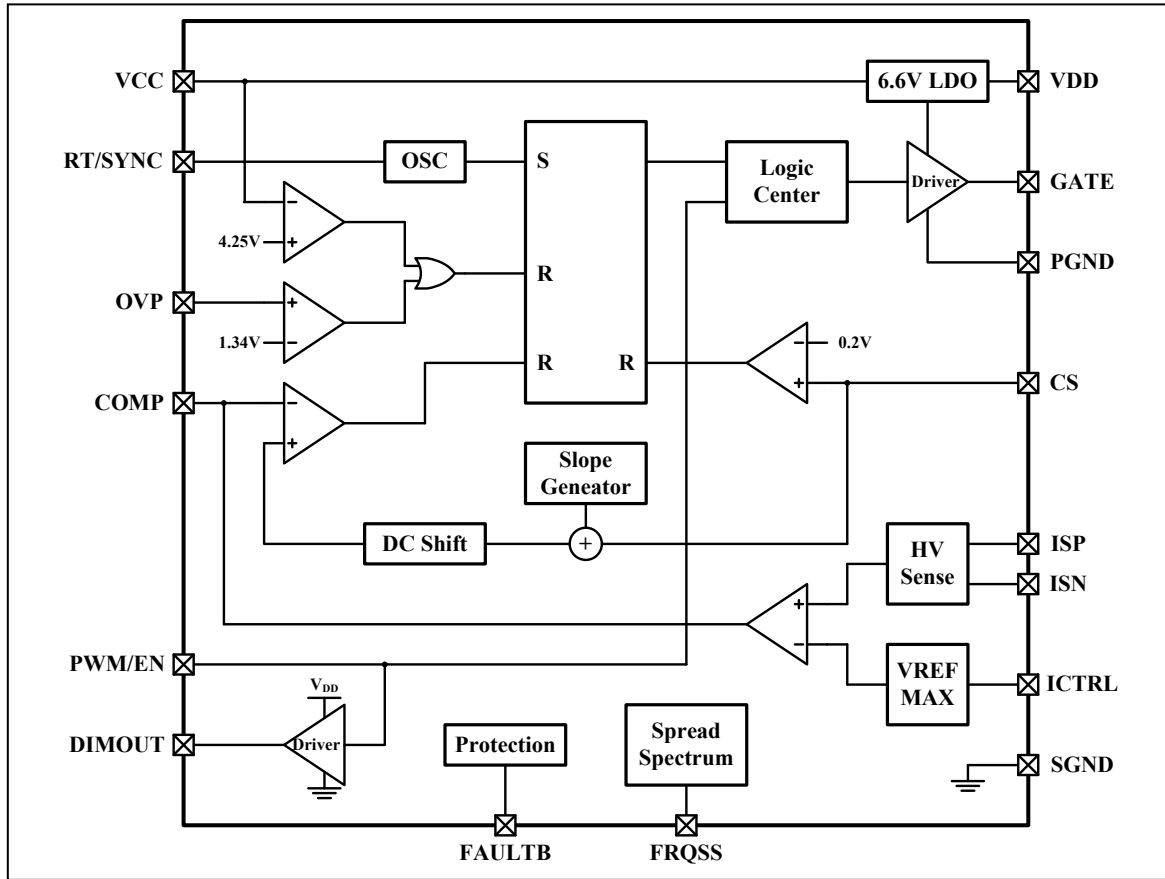 VCC
6.6V LDO
VDD
RT/SYNC
OSC
S
Logic
Center
Driver
GATE
−
4.25V
+
PGND
R
OVP
+
1.34V
−
−
0.2V
R
R
+
CS
COMP
−
+
Slope
Geneator
DC Shift
+
HV
Sense
ISP
ISN
+
−
PWM/EN
VREF
MAX
ICTRL
VDD
Driver
DIMOUT
Protection
Spread
Spectrum
SGND
FAULTB
FRQSS